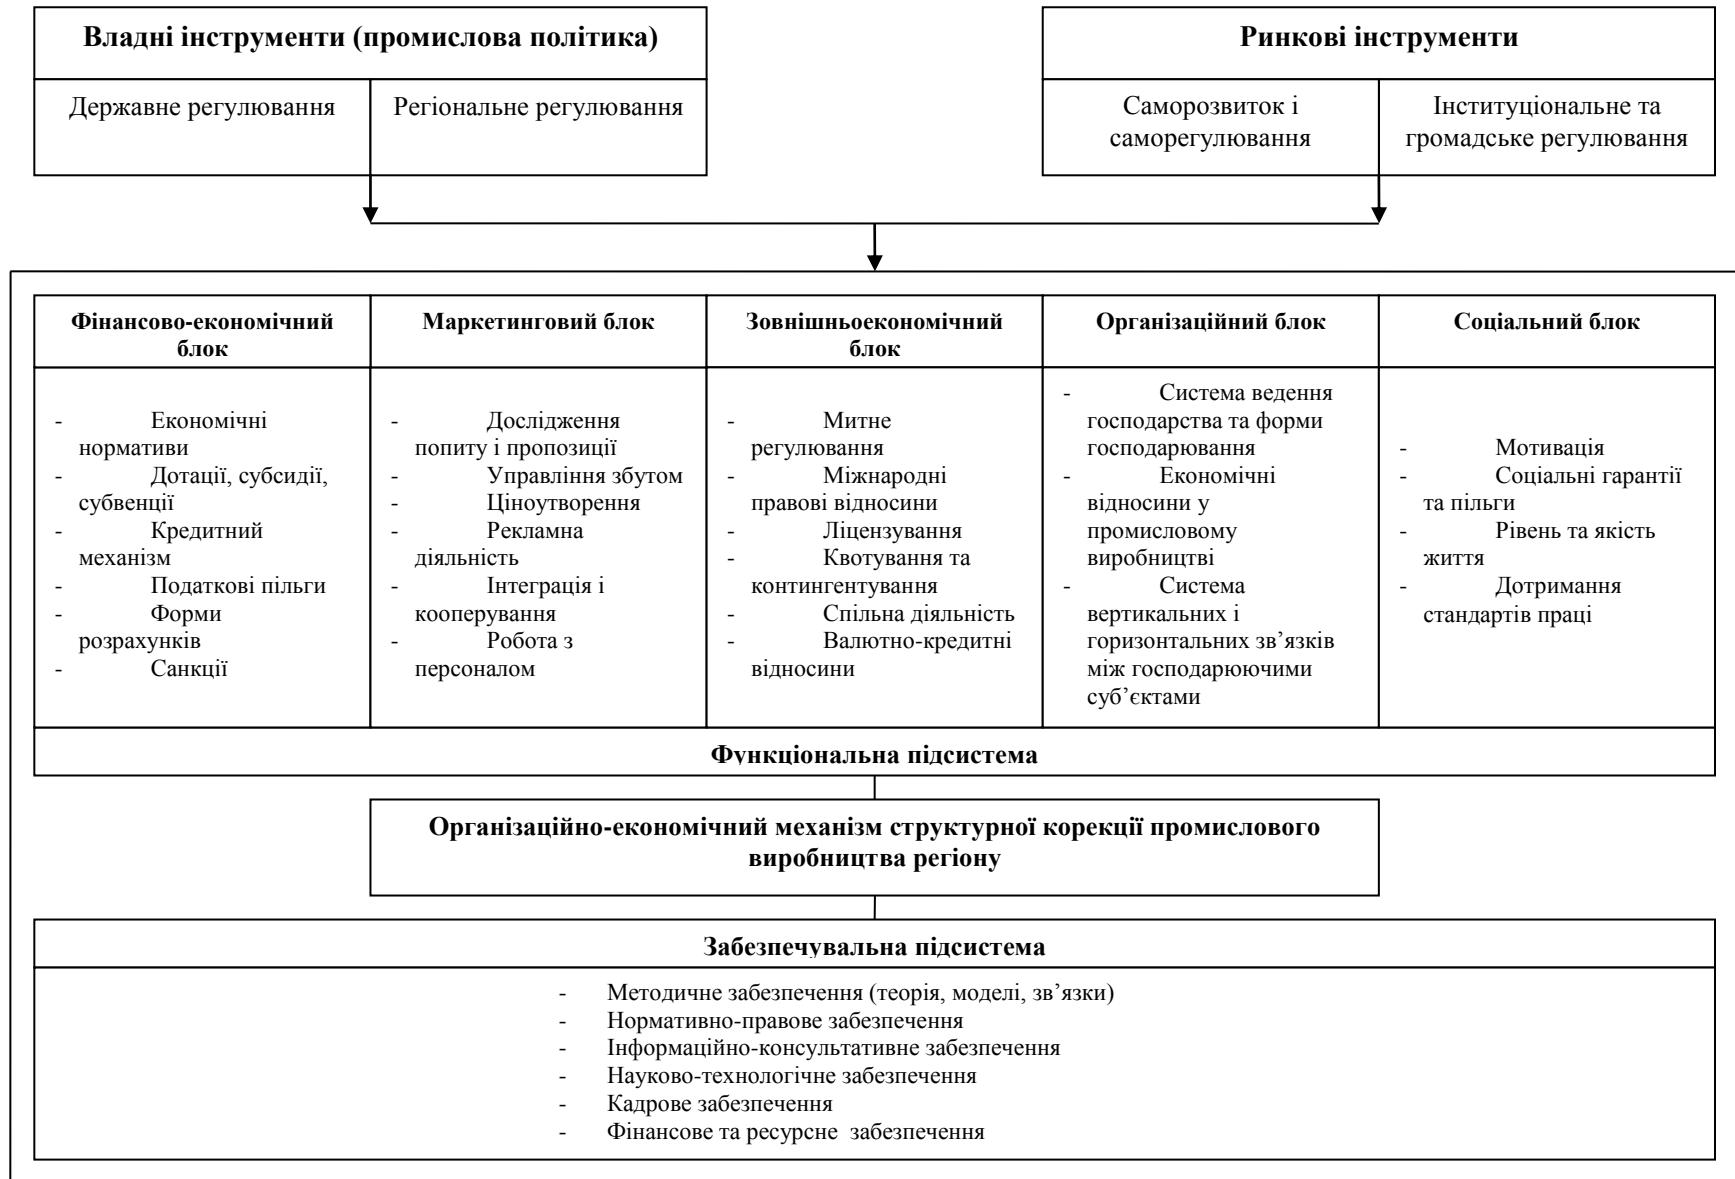 Владні інструменти (промислова політика)
Державне регулювання
Регіональне регулювання
Ринкові інструменти
Саморозвиток і
саморегулювання
Інституціональне та
громадське регулювання
Фінансово-економічний
блок
- Економічні
нормативи
- Дотації, субсидії,
субвенції
- Кредитний
механізм
- Податкові пільги
- Форми
розрахунків
- Санкції
Маркетинговий блок
- Дослідження
попиту і пропозиції
- Управління збутом
- Ціноутворення
- Рекламна
діяльність
- Інтеграція і
кооперування
- Робота з
персоналом
Зовнішньоекономічний
блок
- Митне
регулювання
- Міжнародні
правові відносини
- Ліцензування
- Квотування та
контингентування
- Спільна діяльність
- Валютно-кредитні
відносини
Організаційний блок
- Система ведення
господарства та форми
господарювання
- Економічні
відносини у
промисловому
виробництві
- Система
вертикальних і
горизонтальних зв’язків
між господарюючими
суб’єктами
Соціальний блок
- Мотивація
- Соціальні гарантії
та пільги
- Рівень та якість
життя
- Дотримання
стандартів праці
Функціональна підсистема
Організаційно-економічний механізм структурної корекції промислового
виробництва регіону
Забезпечувальна підсистема
- Методичне забезпечення (теорія, моделі, зв’язки)
- Нормативно-правове забезпечення
- Інформаційно-консультативне забезпечення
- Науково-технологічне забезпечення
- Кадрове забезпечення
- Фінансове та ресурсне забезпечення